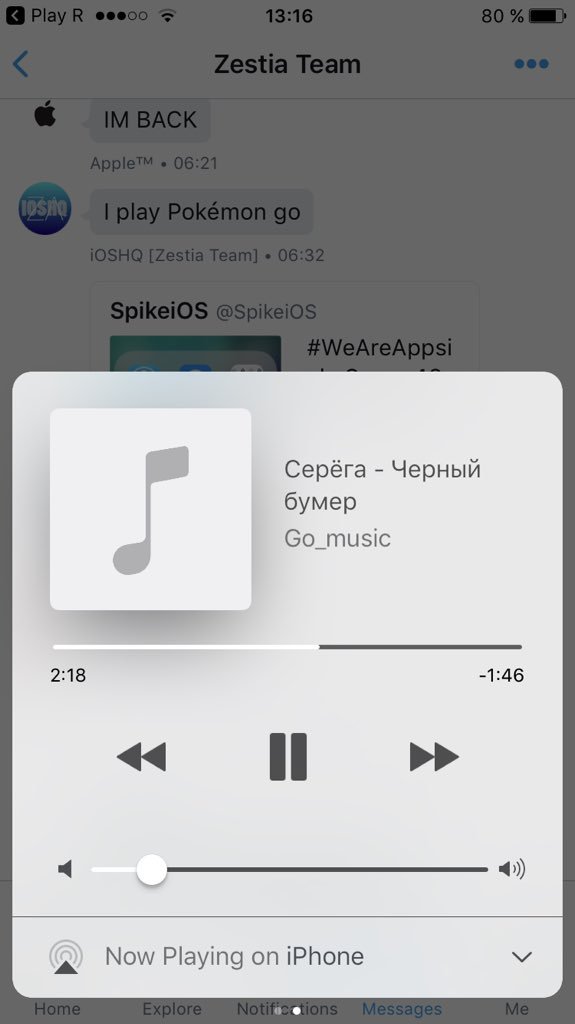 Play R
13:16
80 %
Zestia Team
IM BACK
Apple™ • 06:21
IOSHQ
I play Pokémon go
iOSHQ [Zestia Team] • 06:32
SpikeiOS @SpikeiOS
#WeAreAppsi
Серёга - Черный
бумер
Go_music
2:18
-1:46
Now Playing on iPhone
Home Explore Notifications Messages Me